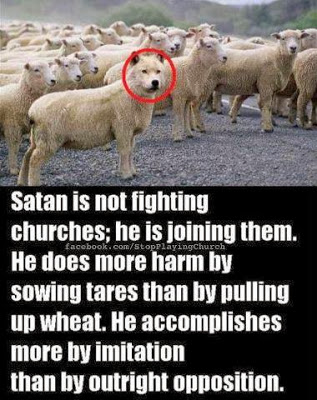 Satan is not fighting
churches; he is joining them.
facebook.com/StopPlayingChurch
He does more harm by
sowing tares than by pulling
up wheat. He accomplishes
more by imitation
than by outright opposition.